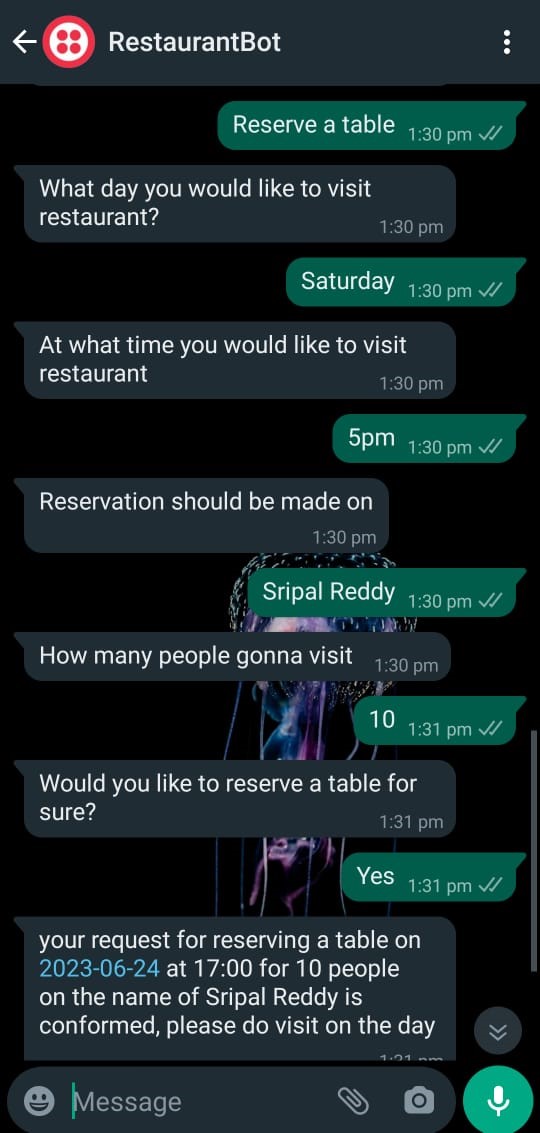 RestaurantBot
Reserve a table 1:30 pm
What day you would like to visit
restaurant?
1:30 pm
Saturday 1:30 pm
At what time you would like to visit
restaurant
1:30 pm
5pm 1:30 pm
Reservation should be made on
1:30 pm
Sripal Reddy 1:30 pm
How many people gonna visit 1:30 pm
10 1:31 pm
Would you like to reserve a table for
sure?
1:31 pm
Yes 1:31 pm
your request for reserving a table on
2023-06-24 at 17:00 for 10 people
on the name of Sripal Reddy is
conformed, please do visit on the day
1:31 pm
Message